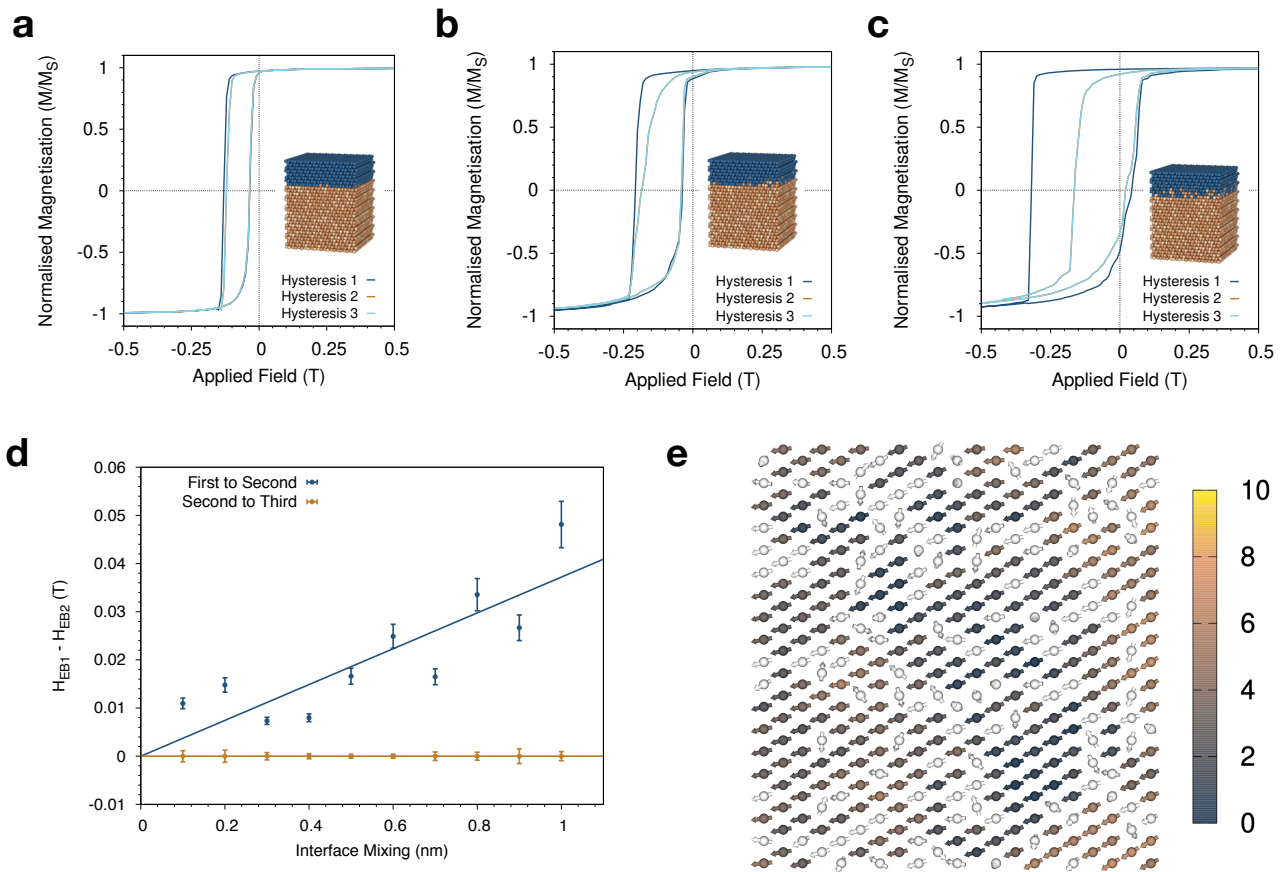 a
Normalised Magnetisation (M/M_S)
1
0.5
0
-0.5
-1
-0.5
-0.25
0
0.25
0.5
Applied Field (T)
Hysteresis 1
Hysteresis 2
Hysteresis 3
b
Normalised Magnetisation (M/M_S)
1
0.5
0
-0.5
-1
-0.5
-0.25
0
0.25
0.5
Applied Field (T)
Hysteresis 1
Hysteresis 2
Hysteresis 3
c
Normalised Magnetisation (M/M_S)
1
0.5
0
-0.5
-1
-0.5
-0.25
0
0.25
0.5
Applied Field (T)
Hysteresis 1
Hysteresis 2
Hysteresis 3
d
H_EB1 - H_EB2 (T)
0.06
0.05
0.04
0.03
0.02
0.01
0
-0.01
First to Second
Second to Third
0
0.2
0.4
0.6
0.8
1
Interface Mixing (nm)
e
10
8
6
4
2
0